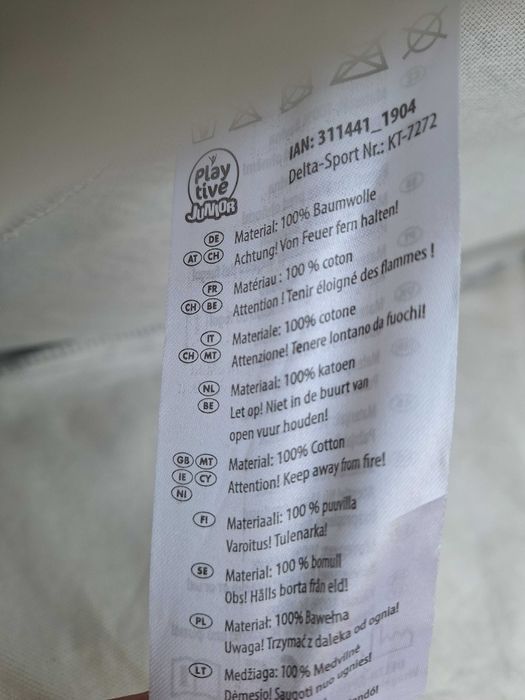 Play
tive
JUNIOR
IAN: 311441_1904
Delta-Sport Nr.: KT-7272
DE
AT CH
Material: 100% Baumwolle
Achtung! Von Feuer fern halten!
FR
CH BE
Matériau : 100 % coton
Attention ! Tenir éloigné des flammes !
IT
CH MT
Materiale: 100% cotone
Attenzione! Tenere lontano da fuochi!
NL
BE
Materiaal: 100% katoen
Let op! Niet in de buurt van
open vuur houden!
GB MT
IE CY
NI
Material: 100% Cotton
Attention! Keep away from fire!
FI
Materiaali: 100 % puuvilla
Varoitus! Tulenarka!
SE
Material: 100 % bomull
Obs! Hålls borta från eld!
PL
Materiał: 100% Bawełna
Uwaga! Trzymać z daleka od ognia!
LT
Medžiaga: 100 % Medvilnė
Dėmesio! Saugoti nuo ugnies!